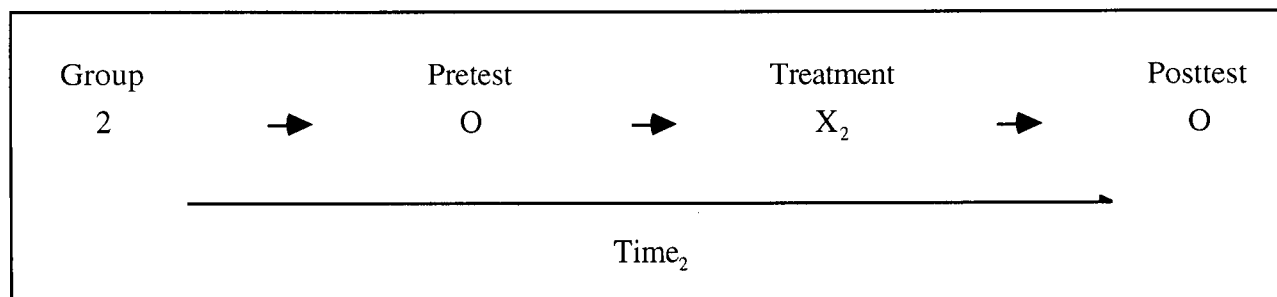 Group Pretest Treatment Posttest
2 → O → X₂ → O
Time₂